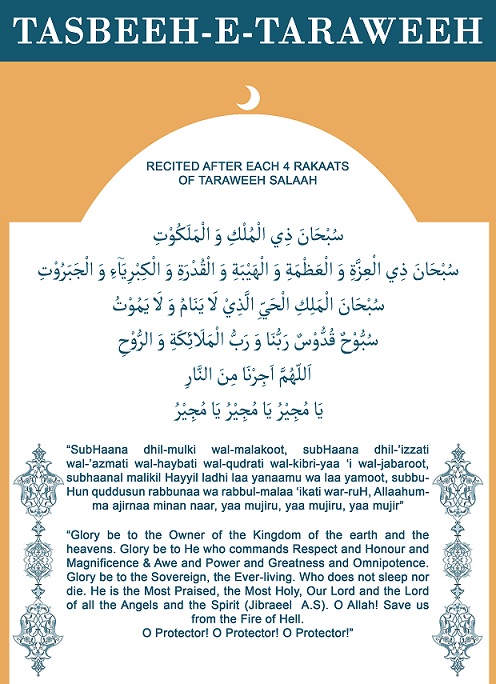 TASBEEH-E-TARAWEEH
RECITED AFTER EACH 4 RAKAATS
OF TARAWEEH SALAAH
سُبْحَانَ ذِي الْمُلْكِ وَ الْمَلَكُوْتِ
سُبْحَانَ ذِي الْعِزَّةِ وَ الْعَظْمَةِ وَ الْهَيْبَةِ وَ الْقُدْرَةِ وَ الْكِبْرِيَآءِ وَ الْجَبَرُوْتِ
سُبْحَانَ الْمَلِكِ الْحَيِّ الَّذِيْ لَا يَنَامُ وَ لَا يَمُوْتُ
سُبُّوْحٌ قُدُّوْسٌ رَبُّنَا وَ رَبُّ الْمَلَائِكَةِ وَ الرُّوْحِ
اَللّٰهُمَّ اَجِرْنَا مِنَ النَّارِ
يَا مُجِيْرُ يَا مُجِيْرُ يَا مُجِيْرُ
"SubHaana dhil-mulki wal-malakoot, subHaana dhil-'izzati
wal-'azmati wal-haybati wal-qudrati wal-kibri-yaa 'i wal-jabaroot,
subhaanal malikil Hayyil ladhi laa yanaamu wa laa yamoot, subbu-
Hun quddusun rabbunaa wa rabbul-malaa 'ikati war-ruH, Allaahum-
ma ajirnaa minan naar, yaa mujiru, yaa mujiru, yaa mujir"
"Glory be to the Owner of the Kingdom of the earth and the
heavens. Glory be to He who commands Respect and Honour and
Magnificence & Awe and Power and Greatness and Omnipotence.
Glory be to the Sovereign, the Ever-living. Who does not sleep nor
die. He is the Most Praised, the Most Holy, Our Lord and the Lord
of all the Angels and the Spirit (Jibraeel A.S). O Allah! Save us
from the Fire of Hell.
O Protector! O Protector! O Protector!"